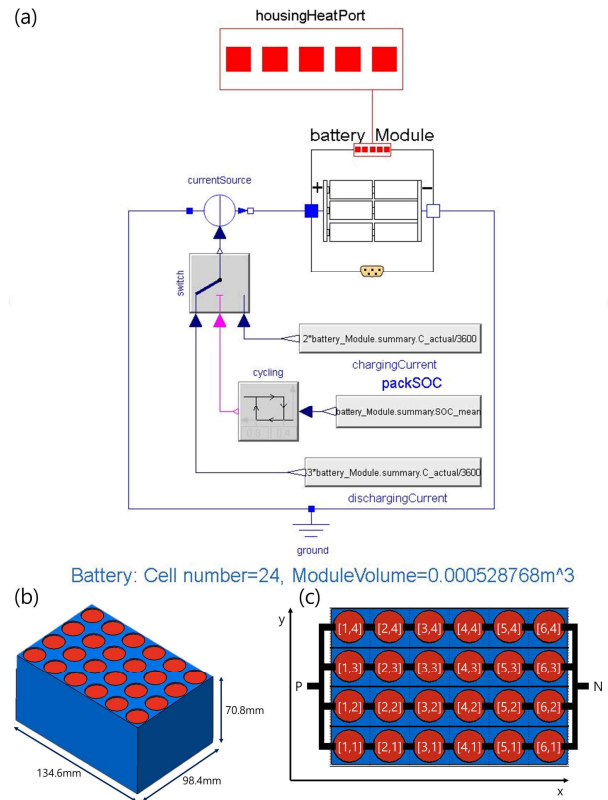 (a)
housingHeatPort
battery Module
currentSource
+
−
switch
2*battery_Module.summary.C_actual/3600
chargingCurrent
cycling
packSOC
battery_Module.summary.SOC_mean
3*battery_Module.summary.C_actual/3600
dischargingCurrent
ground
Battery: Cell number=24, ModuleVolume=0.000528768m^3
(b)
(c)
70.8mm
134.6mm
98.4mm
y
[1,4] [2,4] [3,4] [4,4] [5,4] [6,4]
[1,3] [2,3] [3,3] [4,3] [5,3] [6,3]
P
N
[1,2] [2,2] [3,2] [4,2] [5,2] [6,2]
[1,1] [2,1] [3,1] [4,1] [5,1] [6,1]
x